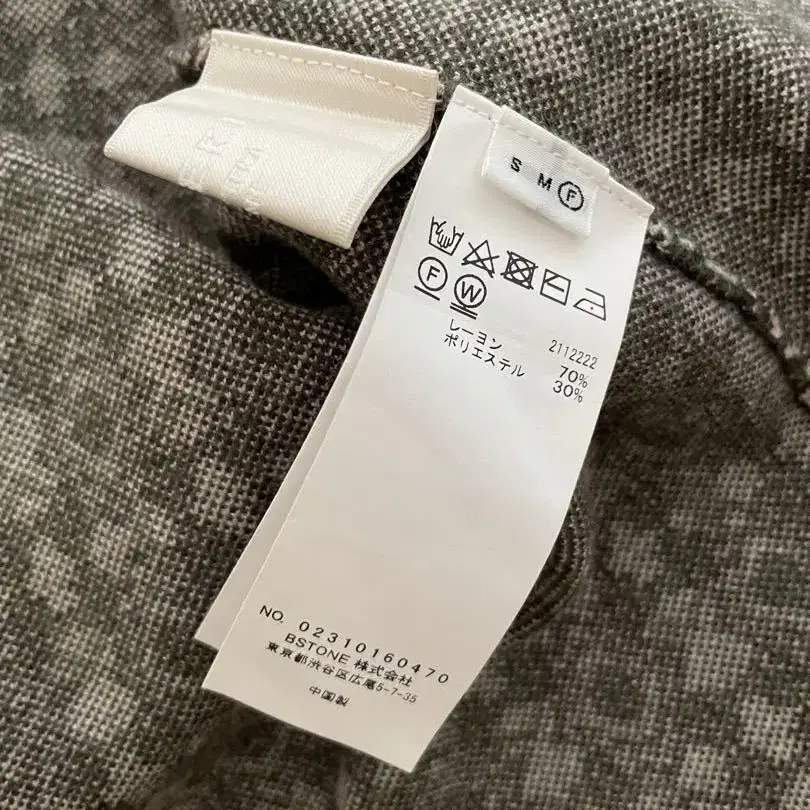 S M F
F W
2112222
レーヨン 70%
ポリエステル 30%
NO. 02310160470
BSTONE 株式会社
東京都渋谷区広尾5-7-35
中国製